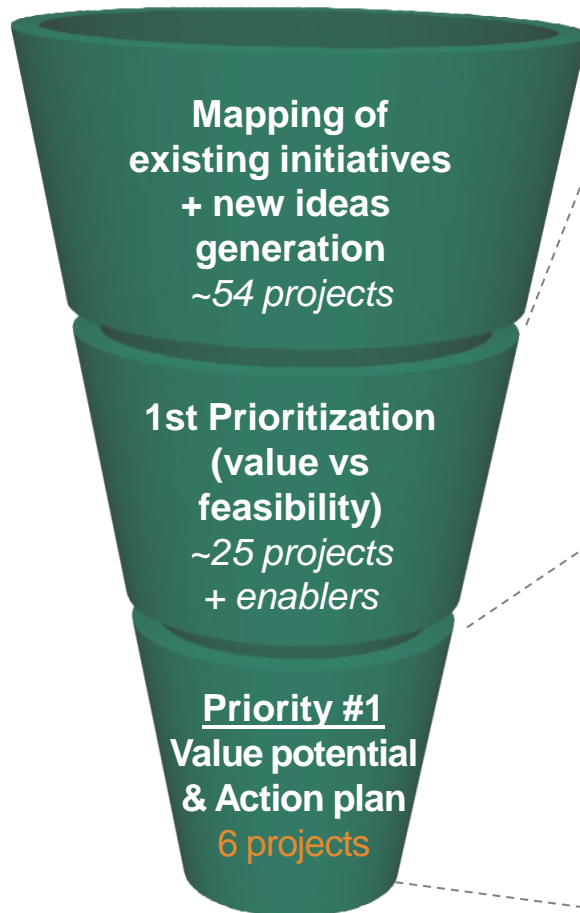 Mapping of
existing initiatives
+ new ideas
generation
~54 projects
1st Prioritization
(value vs
feasibility)
~25 projects
+ enablers
Priority #1
Value potential
& Action plan
6 projects